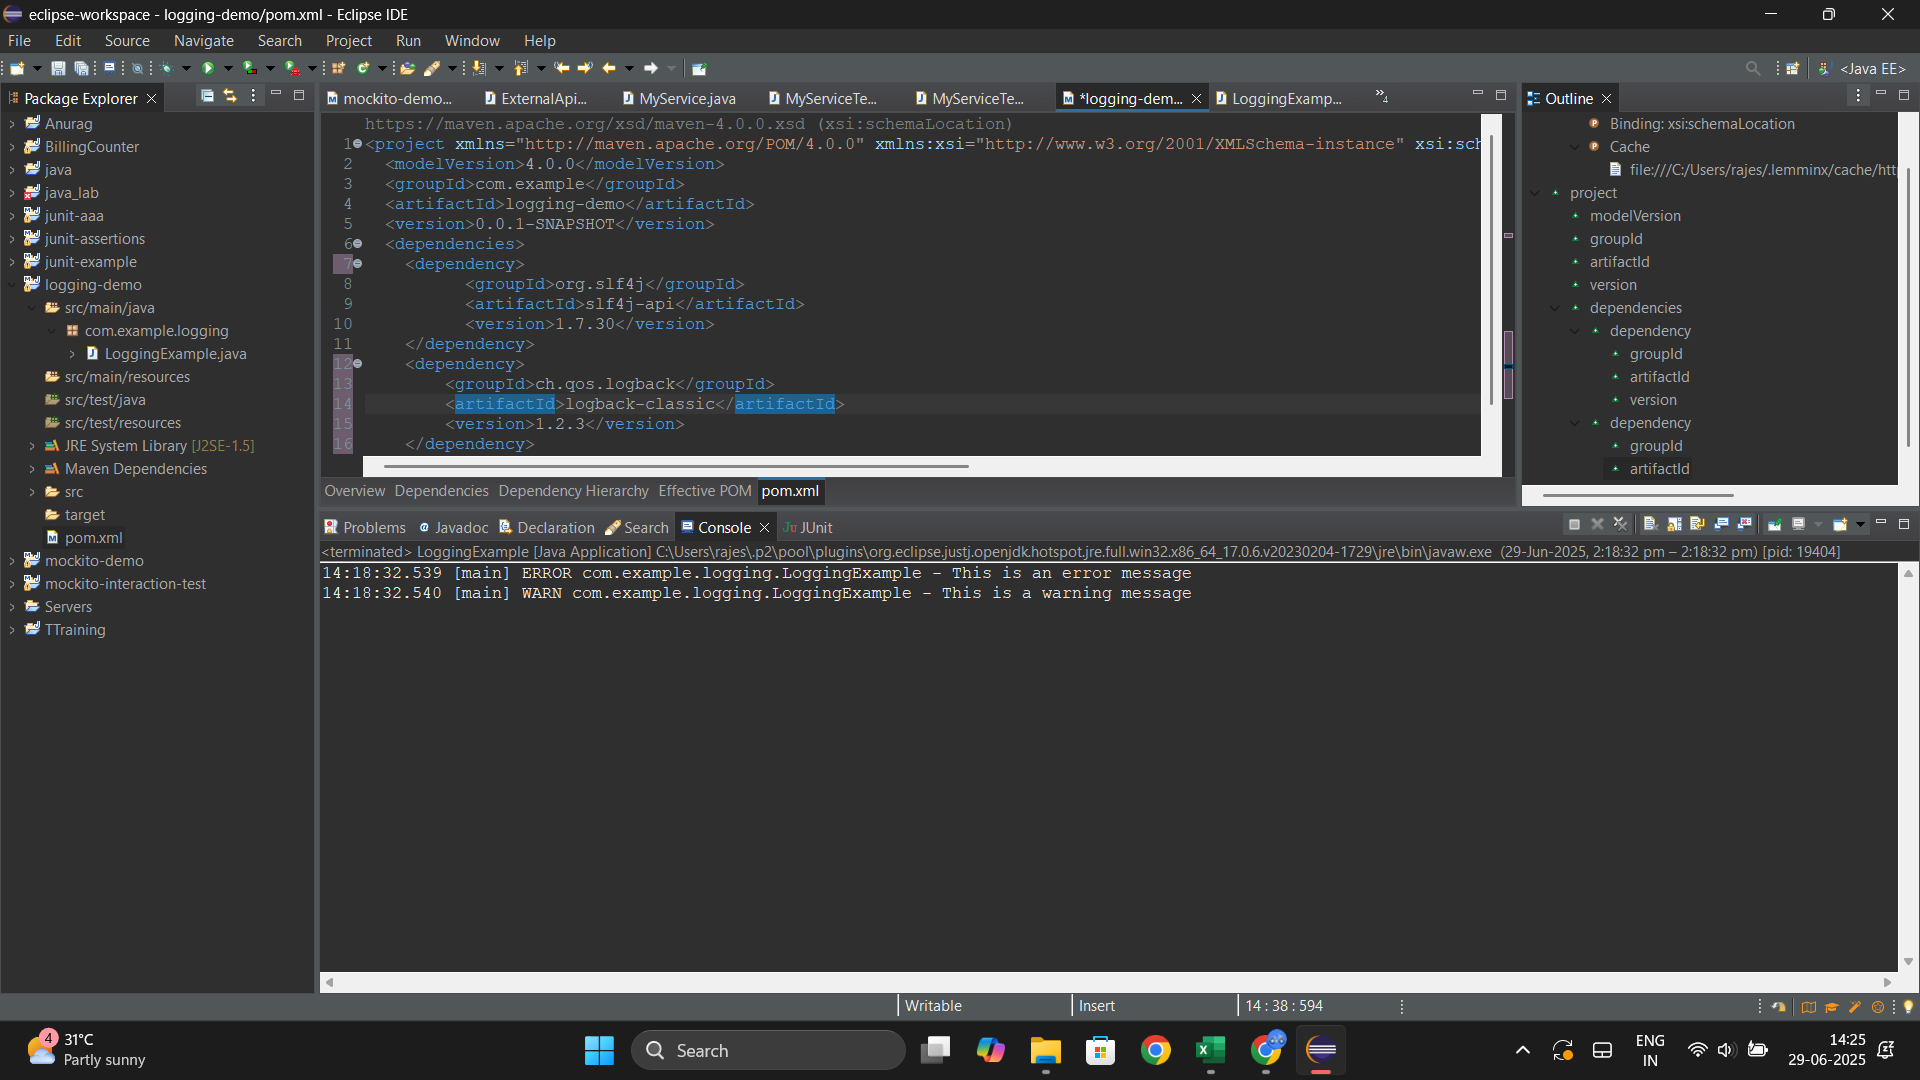 eclipse-workspace - logging-demo/pom.xml - Eclipse IDE
File Edit Source Navigate Search Project Run Window Help
<Java EE>
Package Explorer
mockito-demo... ExternalApi... MyService.java MyServiceTe... MyServiceTe... *logging-dem... LoggingExamp... »4
Outline
Anurag
BillingCounter
java
java_lab
junit-aaa
junit-assertions
junit-example
logging-demo
src/main/java
com.example.logging
LoggingExample.java
src/main/resources
src/test/java
src/test/resources
JRE System Library [J2SE-1.5]
Maven Dependencies
src
target
pom.xml
mockito-demo
mockito-interaction-test
Servers
TTraining
https://maven.apache.org/xsd/maven-4.0.0.xsd (xsi:schemaLocation)
1 <project xmlns="http://maven.apache.org/POM/4.0.0" xmlns:xsi="http://www.w3.org/2001/XMLSchema-instance" xsi:sch
2 <modelVersion>4.0.0</modelVersion>
3 <groupId>com.example</groupId>
4 <artifactId>logging-demo</artifactId>
5 <version>0.0.1-SNAPSHOT</version>
6 <dependencies>
7 <dependency>
8 <groupId>org.slf4j</groupId>
9 <artifactId>slf4j-api</artifactId>
10 <version>1.7.30</version>
11 </dependency>
12 <dependency>
13 <groupId>ch.qos.logback</groupId>
14 <artifactId>logback-classic</artifactId>
15 <version>1.2.3</version>
16 </dependency>
Overview Dependencies Dependency Hierarchy Effective POM pom.xml
Binding: xsi:schemaLocation
Cache
file:///C:/Users/rajes/.lemminx/cache/htt
project
modelVersion
groupId
artifactId
version
dependencies
dependency
groupId
artifactId
version
dependency
groupId
artifactId
Problems Javadoc Declaration Search Console JUnit
<terminated> LoggingExample [Java Application] C:\Users\rajes\.p2\pool\plugins\org.eclipse.justj.openjdk.hotspot.jre.full.win32.x86_64_17.0.6.v20230204-1729\jre\bin\javaw.exe (29-Jun-2025, 2:18:32 pm – 2:18:32 pm) [pid: 19404]
14:18:32.539 [main] ERROR com.example.logging.LoggingExample - This is an error message
14:18:32.540 [main] WARN com.example.logging.LoggingExample - This is a warning message
Writable Insert 14 : 38 : 594
4 31°C
Partly sunny
Search
ENG
IN
14:25
29-06-2025